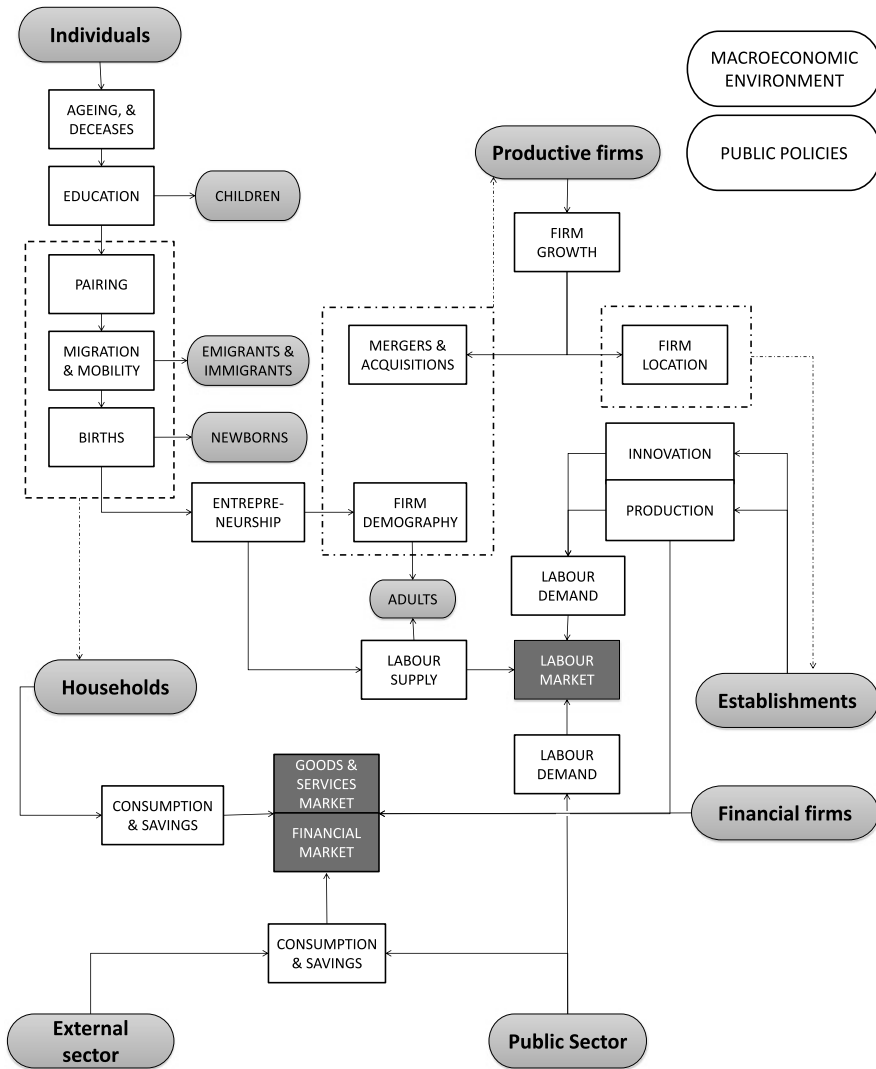 Individuals
MACROECONOMIC
ENVIRONMENT
AGEING, &
DECEASES
PUBLIC POLICIES
Productive firms
EDUCATION
CHILDREN
FIRM
GROWTH
PAIRING
MIGRATION
& MOBILITY
EMIGRANTS &
IMMIGRANTS
MERGERS &
ACQUISITIONS
FIRM
LOCATION
BIRTHS
NEWBORNS
INNOVATION
ENTREPRE-
NEURSHIP
FIRM
DEMOGRAPHY
PRODUCTION
LABOUR
DEMAND
ADULTS
LABOUR
SUPPLY
LABOUR
MARKET
Households
Establishments
LABOUR
DEMAND
GOODS &
SERVICES
MARKET
CONSUMPTION
& SAVINGS
Financial firms
FINANCIAL
MARKET
CONSUMPTION
& SAVINGS
External
sector
Public Sector